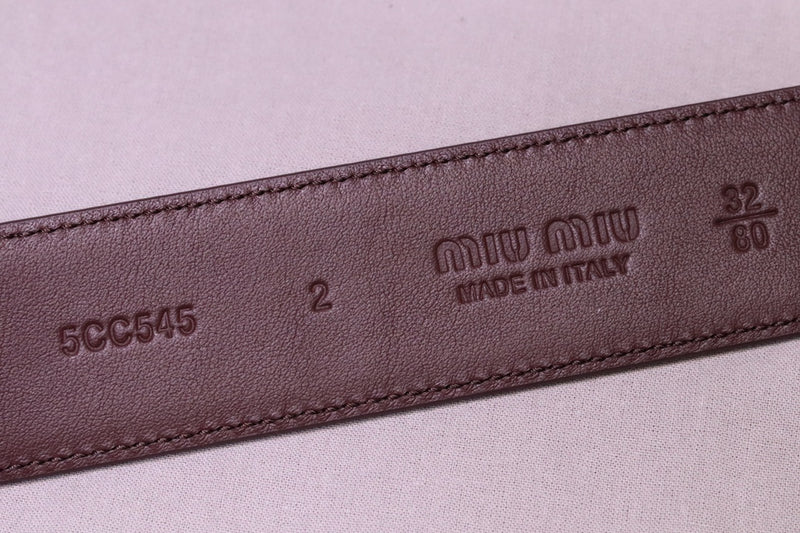 5CC545
2
MIU MIU
MADE IN ITALY
32
80